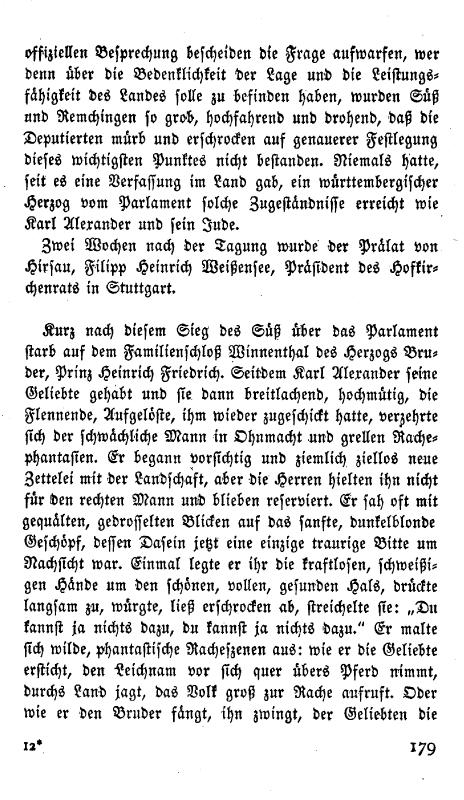 offiziellen Besprechung bescheiden die Frage aufwarfen, wer
denn über die Bedenklichkeit der Lage und die Leistungs-
fähigkeit des Landes solle zu befinden haben, wurden Süß
und Remchingen so grob, hochfahrend und drohend, daß die
Deputierten mürb und erschrocken auf genauerer Festlegung
dieses wichtigsten Punktes nicht bestanden. Niemals hatte,
seit es eine Verfassung im Land gab, ein württembergischer
Herzog vom Parlament solche Zugeständnisse erreicht wie
Karl Alexander und sein Jude.
Zwei Wochen nach der Tagung wurde der Prälat von
Hirsau, Filipp Heinrich Weißensee, Präsident des Hofkir-
chenrats in Stuttgart.
Kurz nach diesem Sieg des Süß über das Parlament
starb auf dem Familienschloß Winnenthal des Herzogs Bru-
der, Prinz Heinrich Friedrich. Seitdem Karl Alexander seine
Geliebte gehabt und sie dann breitlachend, hochmütig, die
Flennende, Aufgelöste, ihm wieder zugeschickt hatte, verzehrte
sich der schwächliche Mann in Ohnmacht und grellen Rache-
phantasien. Er begann vorsichtig und ziemlich ziellos neue
Zettelei mit der Landschaft, aber die Herren hielten ihn nicht
für den rechten Mann und blieben reserviert. Er sah oft mit
gequälten, gedrosselten Blicken auf das sanfte, dunkelblonde
Geschöpf, dessen Dasein jetzt eine einzige traurige Bitte um
Nachsicht war. Einmal legte er ihr die kraftlosen, schweißi-
gen Hände um den schönen, vollen, gesunden Hals, drückte
langsam zu, würgte, ließ erschrocken ab, streichelte sie: „Du
kannst ja nichts dazu, du kannst ja nichts dazu.“ Er malte
sich wilde, phantastische Racheszenen aus: wie er die Geliebte
ersticht, den Leichnam vor sich quer übers Pferd nimmt,
durchs Land jagt, das Volk groß zur Rache aufruft. Oder
wie er den Bruder fängt, ihn zwingt, der Geliebten die
12*
179